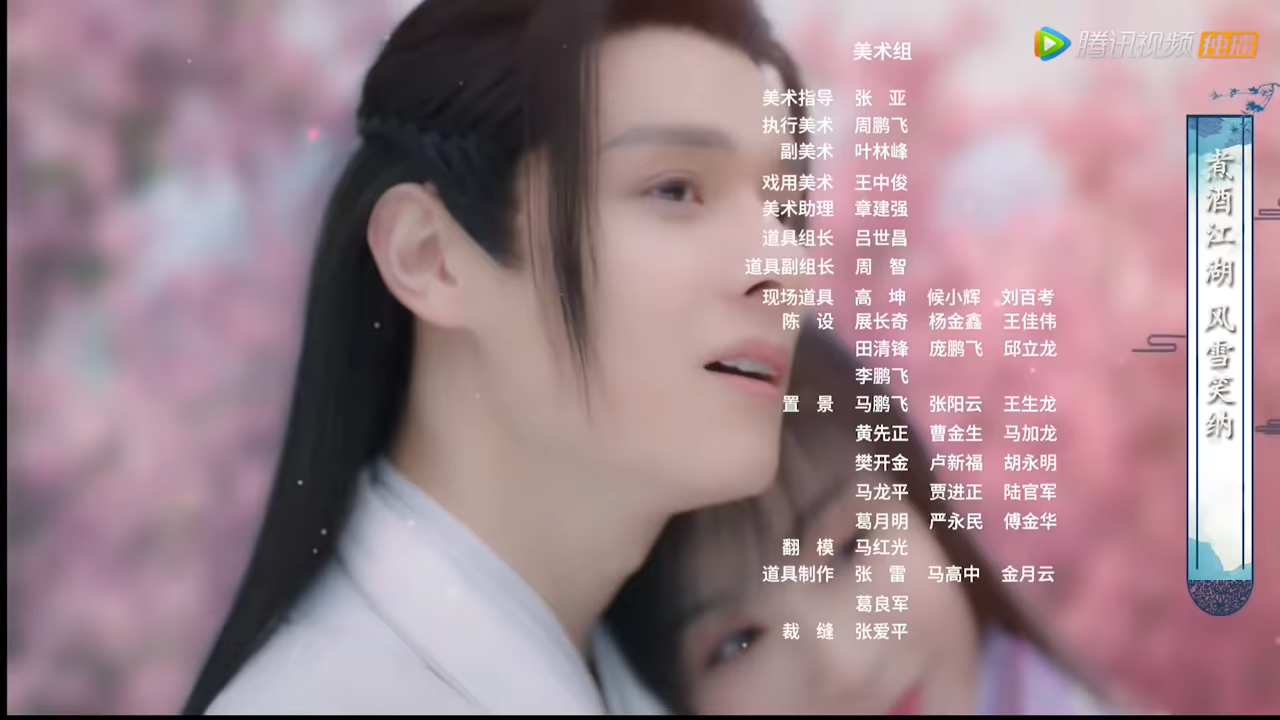 腾讯视频 独播
美术组
美术指导 张 亚
执行美术 周鹏飞
副美术 叶林峰
戏用美术 王中俊
美术助理 章建强
道具组长 吕世昌
道具副组长 周 智
现场道具 高 坤 候小辉 刘百考
陈 设 展长奇 杨金鑫 王佳伟
田清锋 庞鹏飞 邱立龙
李鹏飞
置 景 马鹏飞 张阳云 王生龙
黄先正 曹金生 马加龙
樊开金 卢新福 胡永明
马龙平 贾进正 陆官军
葛月明 严永民 傅金华
翻 模 马红光
道具制作 张 雷 马高中 金月云
葛良军
裁 缝 张爱平
煮酒江湖 风雪笑纳